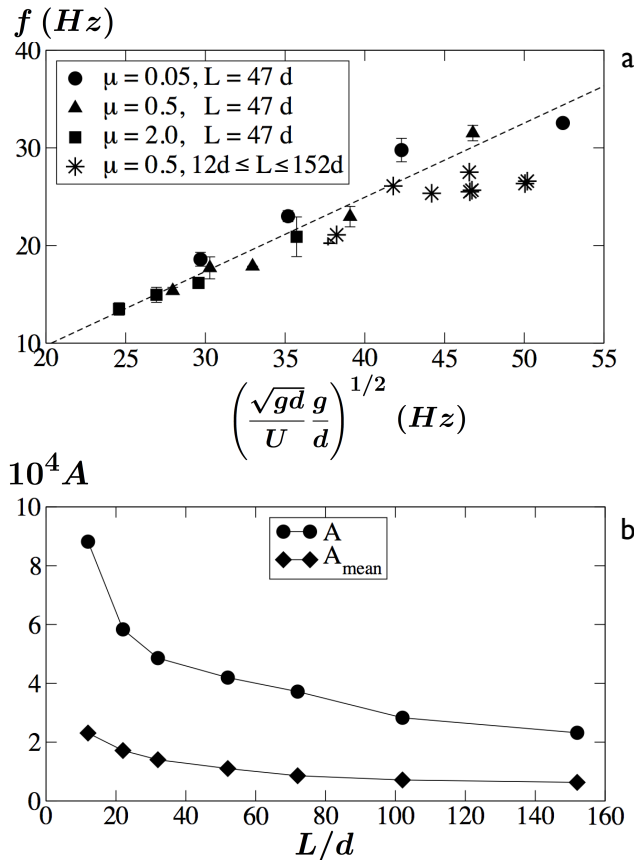 f (Hz)
a
40
30
20
10
μ = 0.05, L = 47 d
μ = 0.5, L = 47 d
μ = 2.0, L = 47 d
μ = 0.5, 12d ≤ L ≤ 152d
20 25 30 35 40 45 50 55
(√gd/U g/d)^1/2 (Hz)
10^4 A
b
10
8
6
4
2
0
A
A_mean
0 20 40 60 80 100 120 140 160
L/d